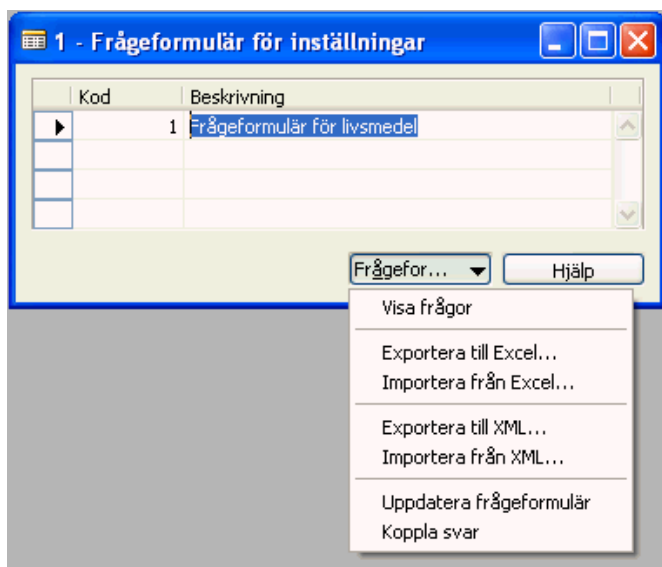 1 - Frågeformulär för inställningar
Kod Beskrivning
1 Frågeformulär för livsmedel
Frågefor... Hjälp
Visa frågor
Exportera till Excel...
Importera från Excel...
Exportera till XML...
Importera från XML...
Uppdatera frågeformulär
Koppla svar